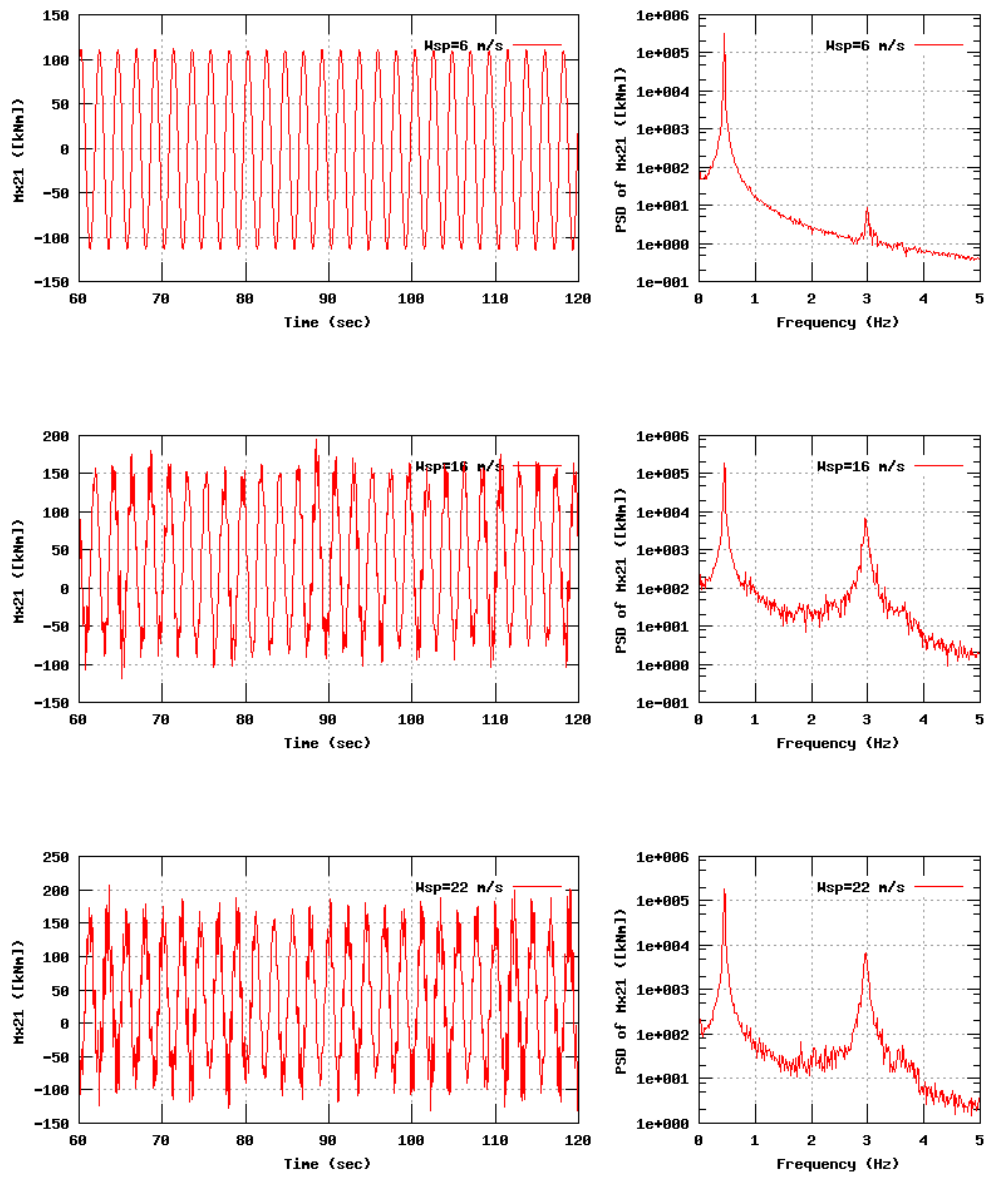 150
100
50
0
-50
-100
-150
60 70 80 90 100 110 120
Mx21 ([kNm])
Time (sec)
Wsp=6 m/s
1e+006
1e+005
1e+004
1e+003
1e+002
1e+001
1e+000
1e-001
0 1 2 3 4 5
PSD of Mx21 ([kNm])
Frequency (Hz)
Wsp=6 m/s
200
150
100
50
0
-50
-100
-150
60 70 80 90 100 110 120
Mx21 ([kNm])
Time (sec)
Wsp=16 m/s
1e+006
1e+005
1e+004
1e+003
1e+002
1e+001
1e+000
1e-001
0 1 2 3 4 5
PSD of Mx21 ([kNm])
Frequency (Hz)
Wsp=16 m/s
250
200
150
100
50
0
-50
-100
-150
60 70 80 90 100 110 120
Mx21 ([kNm])
Time (sec)
Wsp=22 m/s
1e+006
1e+005
1e+004
1e+003
1e+002
1e+001
1e+000
0 1 2 3 4 5
PSD of Mx21 ([kNm])
Frequency (Hz)
Wsp=22 m/s